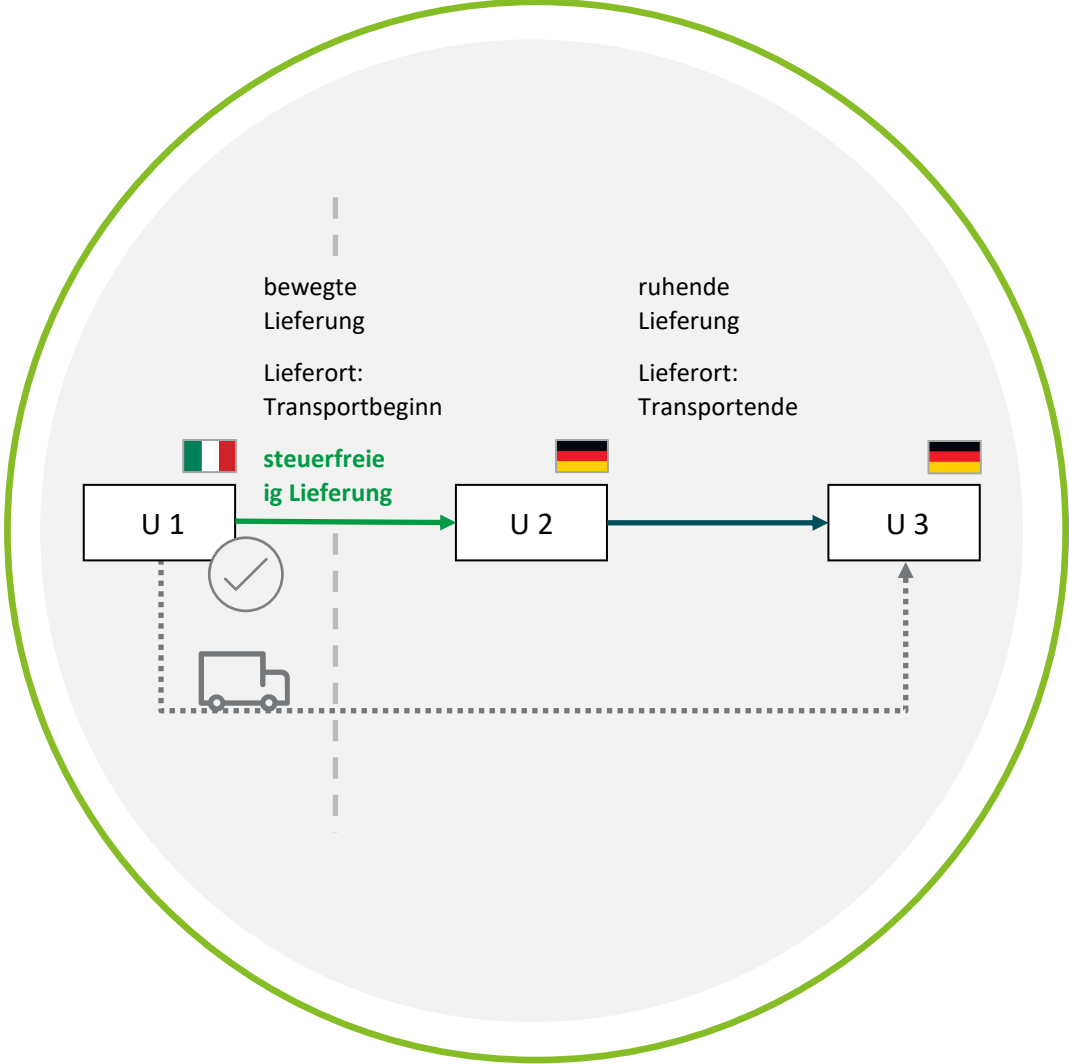 bewegte
Lieferung
Lieferort:
Transportbeginn
steuerfreie
ig Lieferung
ruhende
Lieferung
Lieferort:
Transportende
U 1
U 2
U 3